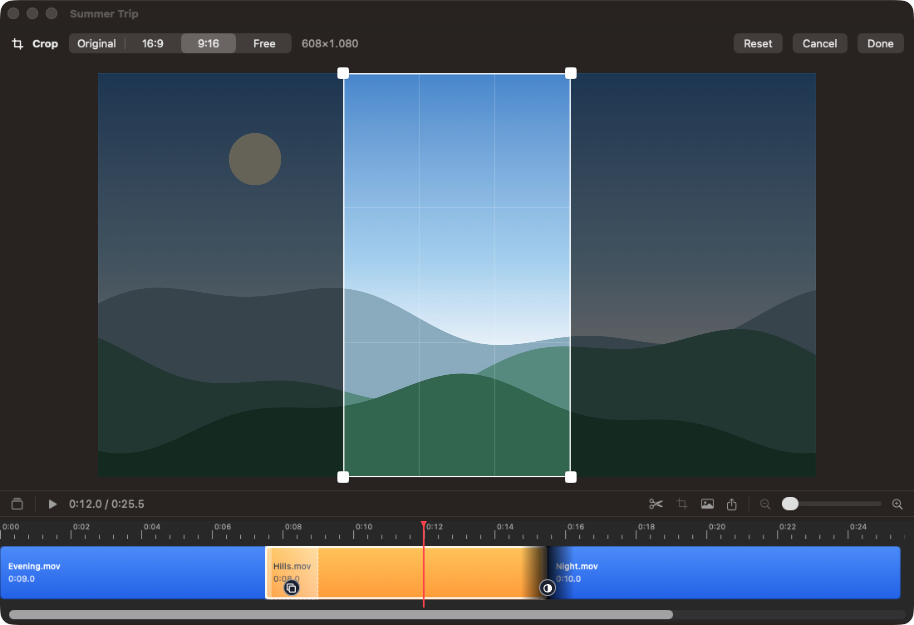 Summer Trip
Crop Original 16:9 9:16 Free 608×1.080 Reset Cancel Done
0:12.0 / 0:25.5
0:00 0:02 0:04 0:06 0:08 0:10 0:12 0:14 0:16 0:18 0:20 0:22 0:24
Evening.mov Hills.mov Night.mov
0:09.0 0:08.0 0:10.0